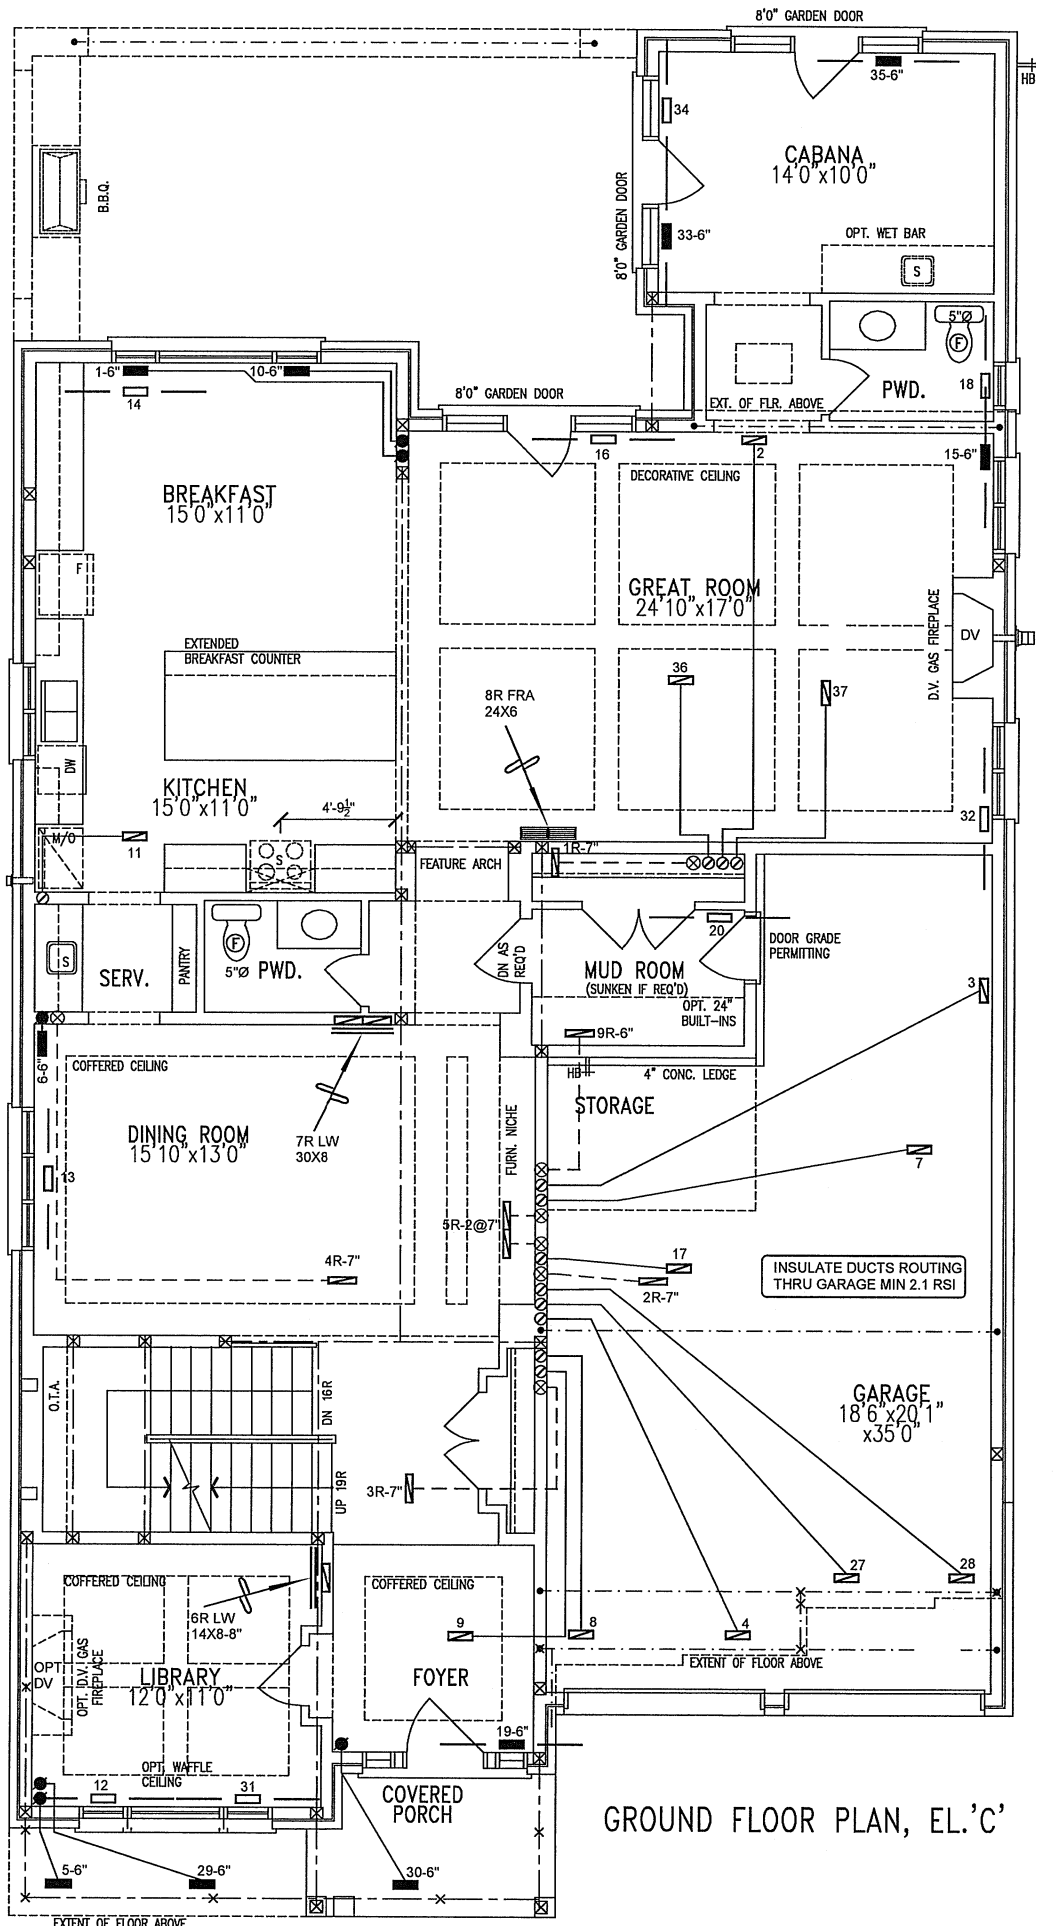 8'0" GARDEN DOOR
35-6"
HB
34
CABANA
14'0"x10'0"
B.B.Q.
8'0" GARDEN DOOR
33-6"
OPT. WET BAR
S
5"Ø
F
1-6"
10-6"
14
8'0" GARDEN DOOR
EXT. OF FLR. ABOVE
PWD.
18
16
2
15-6"
DECORATIVE CEILING
BREAKFAST
15'0"x11'0"
F
GREAT ROOM
24'10"x17'0"
D.V. GAS FIREPLACE
DV
EXTENDED
BREAKFAST COUNTER
36
37
8R FRA
24X6
DW
KITCHEN
15'0"x11'0"
4'-9½"
32
M/O
11
S
FEATURE ARCH
1R-7"
20
DOOR GRADE
PERMITTING
S
SERV.
PANTRY
F
5"Ø
PWD.
DN AS
REQ'D
MUD ROOM
(SUNKEN IF REQ'D)
OPT. 24"
BUILT-INS
3
9R-6"
6-6"
COFFERED CEILING
HB
4" CONC. LEDGE
STORAGE
DINING ROOM
15'10"x13'0"
7R LW
30X8
FURN. NICHE
13
7
5R-2@7"
4R-7"
17
2R-7"
INSULATE DUCTS ROUTING
THRU GARAGE MIN 2.1 RSI
O.T.A.
DN 16R
GARAGE
18'6"x20'1"
x35'0"
UP 19R
3R-7"
27
28
COFFERED CEILING
COFFERED CEILING
6R LW
14X8-8"
9
8
4
OPT
DV
OPT. D.V. GAS
FIREPLACE
LIBRARY
12'0"x11'0"
FOYER
EXTENT OF FLOOR ABOVE
19-6"
OPT. WAFFLE
CEILING
12
31
COVERED
PORCH
GROUND FLOOR PLAN, EL.'C'
5-6"
29-6"
30-6"
EXTENT OF FLOOR ABOVE